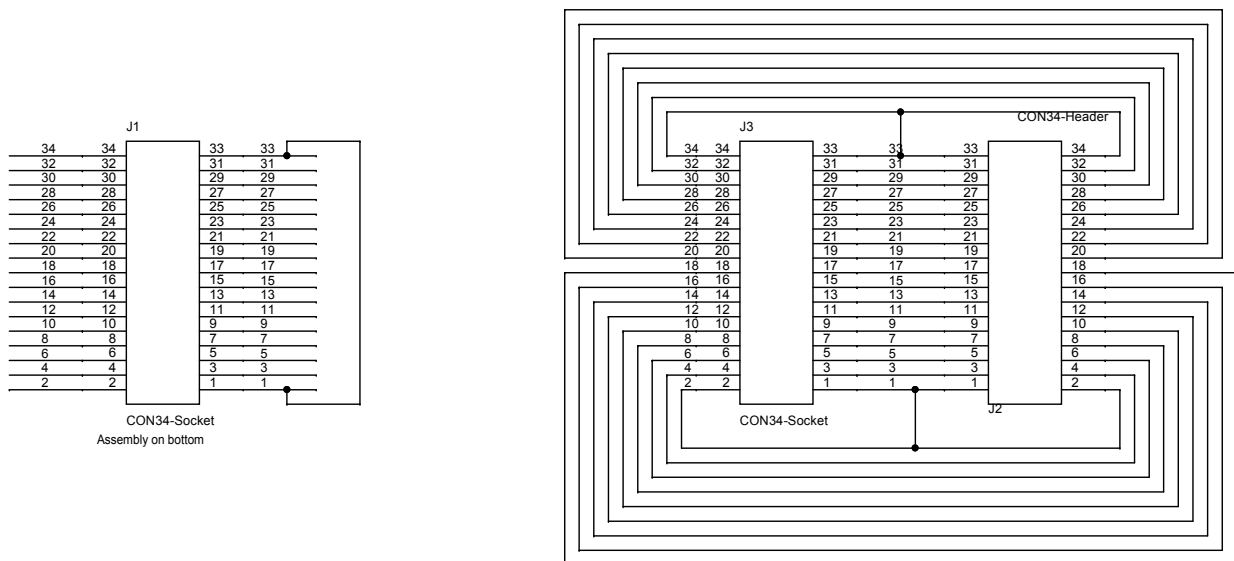 CON34-Header
J1 J3
34 34 33 33 34 34 33 33 33 34
32 32 31 31 32 32 31 31 31 32
30 30 29 29 30 30 29 29 29 30
28 28 27 27 28 28 27 27 27 28
26 26 25 25 26 26 25 25 25 26
24 24 23 23 24 24 23 23 23 24
22 22 21 21 22 22 21 21 21 22
20 20 19 19 20 20 19 19 19 20
18 18 17 17 18 18 17 17 17 18
16 16 15 15 16 16 15 15 15 16
14 14 13 13 14 14 13 13 13 14
12 12 11 11 12 12 11 11 11 12
10 10 9 9 10 10 9 9 9 10
8 8 7 7 8 8 7 7 7 8
6 6 5 5 6 6 5 5 5 6
4 4 3 3 4 4 3 3 3 4
2 2 1 1 2 2 1 1 1 2
J2
CON34-Socket CON34-Socket
Assembly on bottom